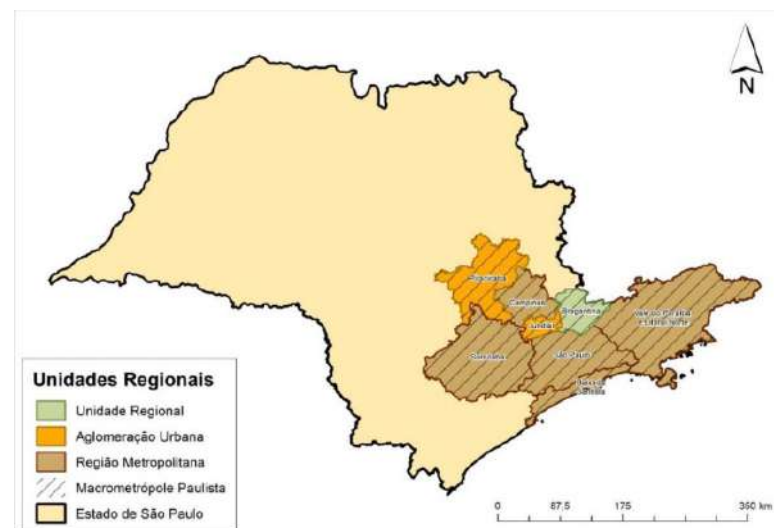 N
Piracicaba
Campinas
Bragantina
Jundiaí
Vale do Paraíba
e Litoral Norte
Sorocaba
São Paulo
Baixada
Santista
Unidades Regionais
Unidade Regional
Aglomeração Urbana
Região Metropolitana
Macrometrópole Paulista
Estado de São Paulo
0 87,5 175 350 km